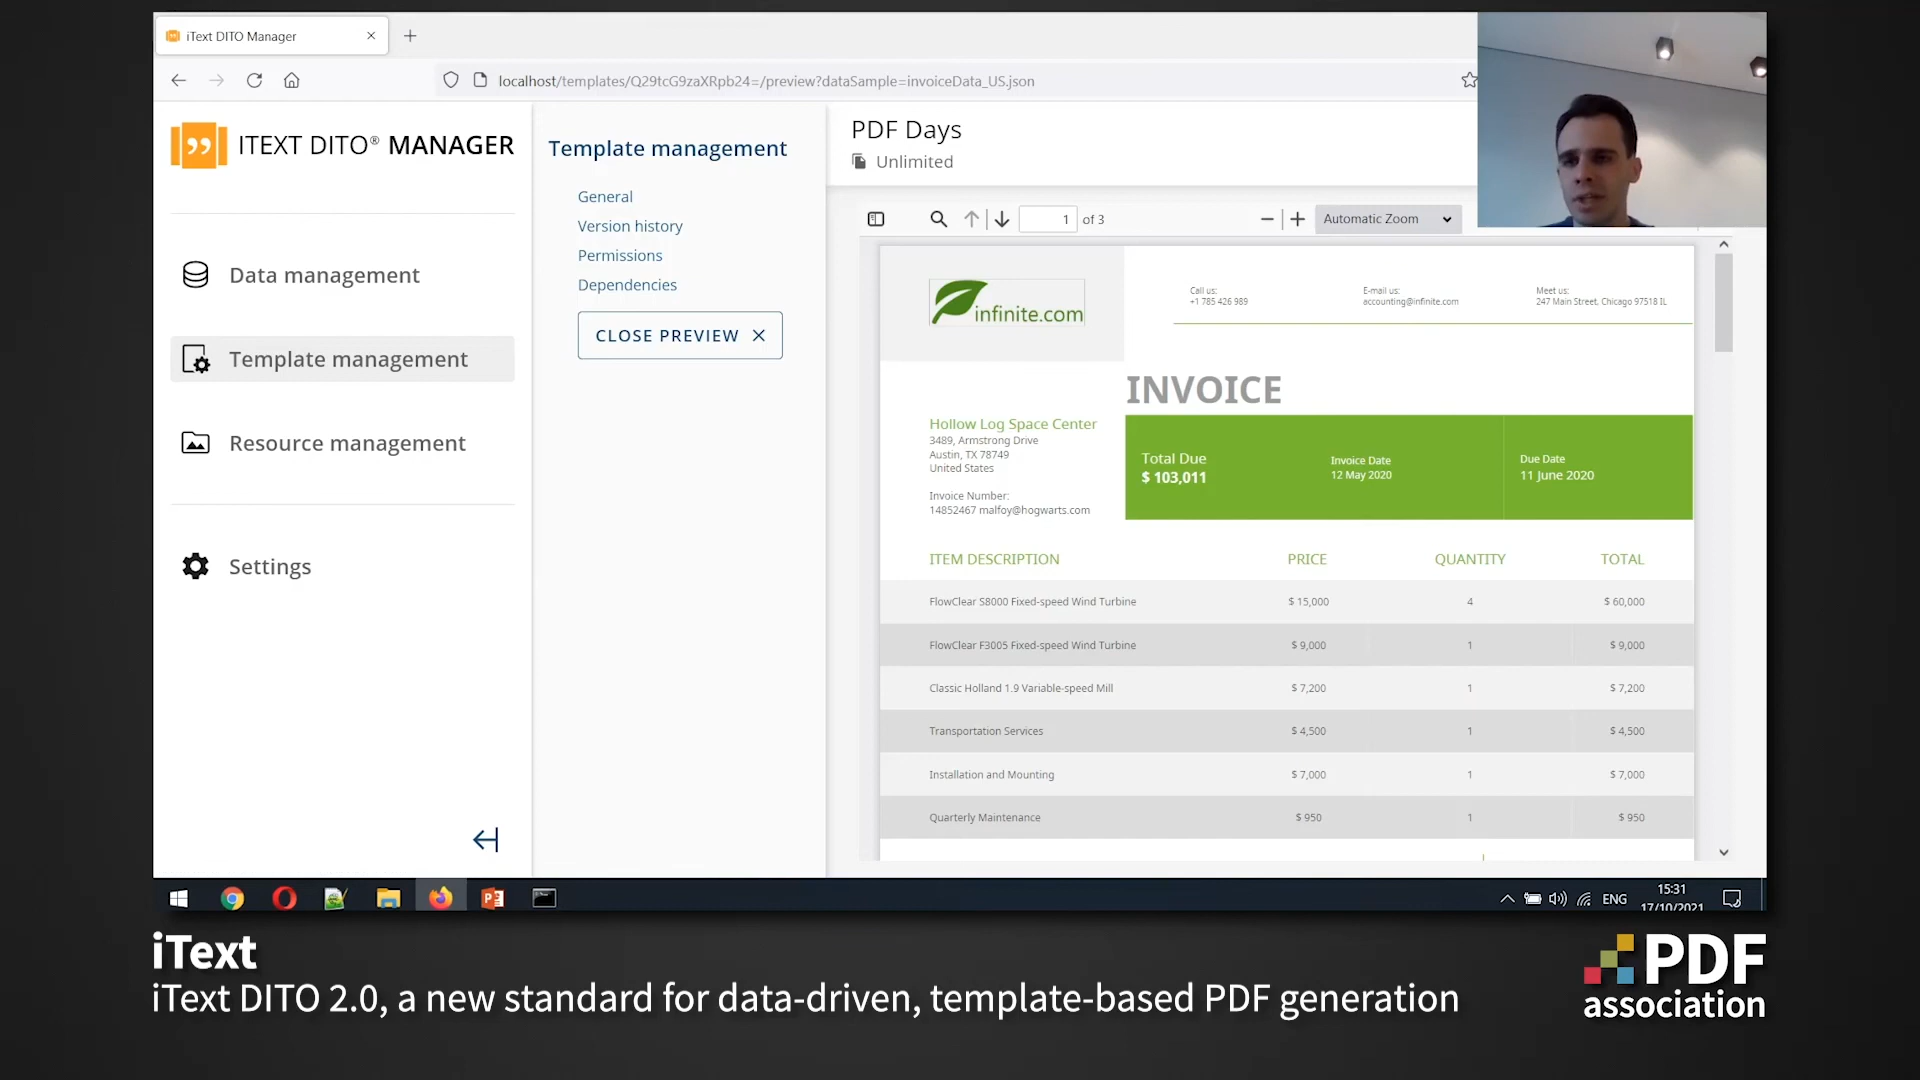 iText DITO Manager
localhost/templates/Q29tcG9zaXRpb24=/preview?dataSample=invoiceData_US.json
ITEXT DITO® MANAGER
Data management
Template management
Resource management
Settings
Template management
General
Version history
Permissions
Dependencies
CLOSE PREVIEW
PDF Days
Unlimited
1 of 3
Automatic Zoom
infinite.com
Call us:
+1 785 426 989
E-mail us:
accounting@infinite.com
Meet us:
247 Main Street, Chicago 97518 IL
INVOICE
Hollow Log Space Center
3489, Armstrong Drive
Austin, TX 78749
United States
Invoice Number:
14852467 malfoy@hogwarts.com
Total Due
$ 103,011
Invoice Date
12 May 2020
Due Date
11 June 2020
ITEM DESCRIPTION PRICE QUANTITY TOTAL
FlowClear S8000 Fixed-speed Wind Turbine $ 15,000 4 $ 60,000
FlowClear F3005 Fixed-speed Wind Turbine $ 9,000 1 $ 9,000
Classic Holland 1.9 Variable-speed Mill $ 7,200 1 $ 7,200
Transportation Services $ 4,500 1 $ 4,500
Installation and Mounting $ 7,000 1 $ 7,000
Quarterly Maintenance $ 950 1 $ 950
ENG
15:31
17/10/2021
iText
iText DITO 2.0, a new standard for data-driven, template-based PDF generation
PDF
association